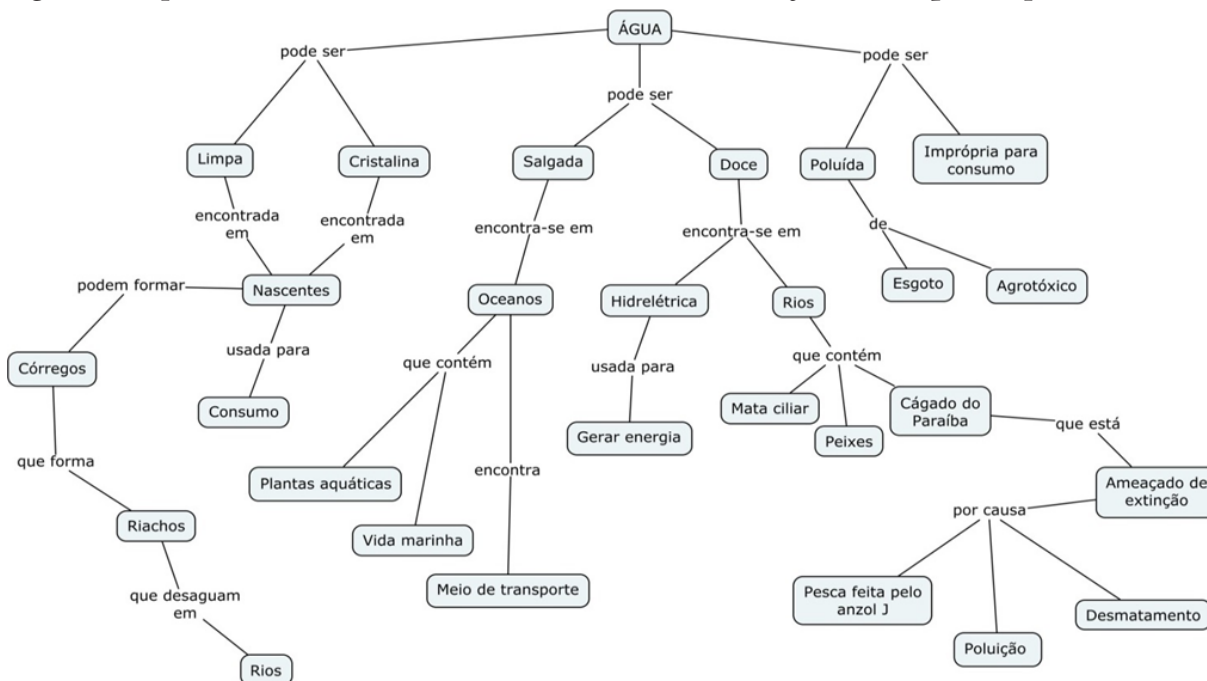 ÁGUA
pode ser
pode ser
pode ser
Limpa
Cristalina
Salgada
Doce
Poluída
Imprópria para
consumo
encontrada
em
encontrada
em
encontra-se em
encontra-se em
de
Nascentes
podem formar
Oceanos
Hidrelétrica
Rios
Esgoto
Agrotóxico
usada para
Córregos
que contém
usada para
que contém
Consumo
Mata ciliar
Cágado do
Paraíba
Gerar energia
Peixes
que está
que forma
encontra
Plantas aquáticas
Ameaçado de
extinção
Riachos
Vida marinha
por causa
Meio de transporte
que desaguam
em
Pesca feita pelo
anzol J
Desmatamento
Poluição
Rios